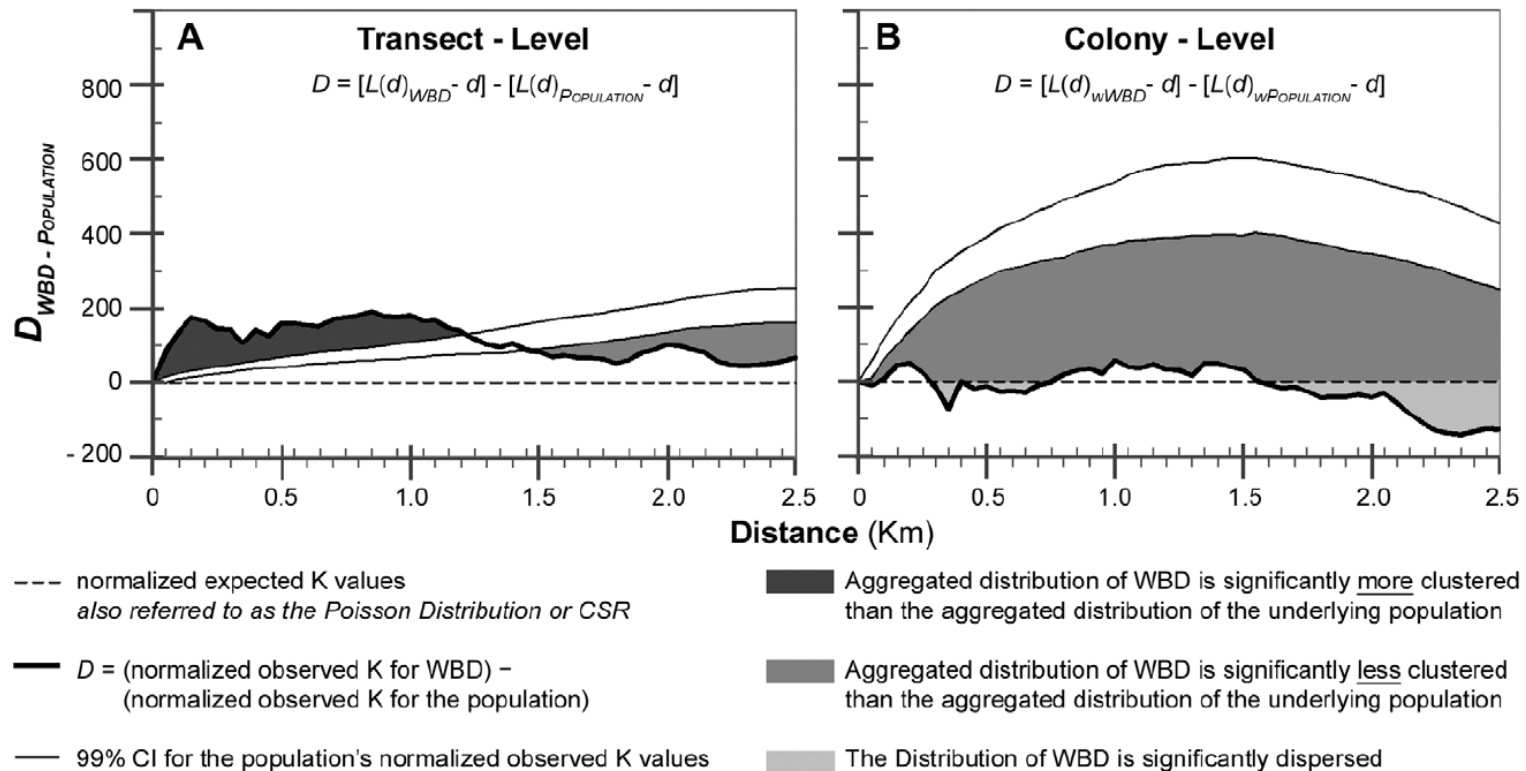 A Transect - Level
D = [L(d)WBD- d] - [L(d)POPULATION- d]
B Colony - Level
D = [L(d)wWBD- d] - [L(d)wPOPULATION- d]
DWBD - POPULATION
800
600
400
200
0
- 200
0 0.5 1.0 1.5 2.0 2.5
0 0.5 1.0 1.5 2.0 2.5
Distance (Km)
normalized expected K values
also referred to as the Poisson Distribution or CSR
D = (normalized observed K for WBD) –
(normalized observed K for the population)
99% CI for the population's normalized observed K values
Aggregated distribution of WBD is significantly more clustered
than the aggregated distribution of the underlying population
Aggregated distribution of WBD is significantly less clustered
than the aggregated distribution of the underlying population
The Distribution of WBD is significantly dispersed